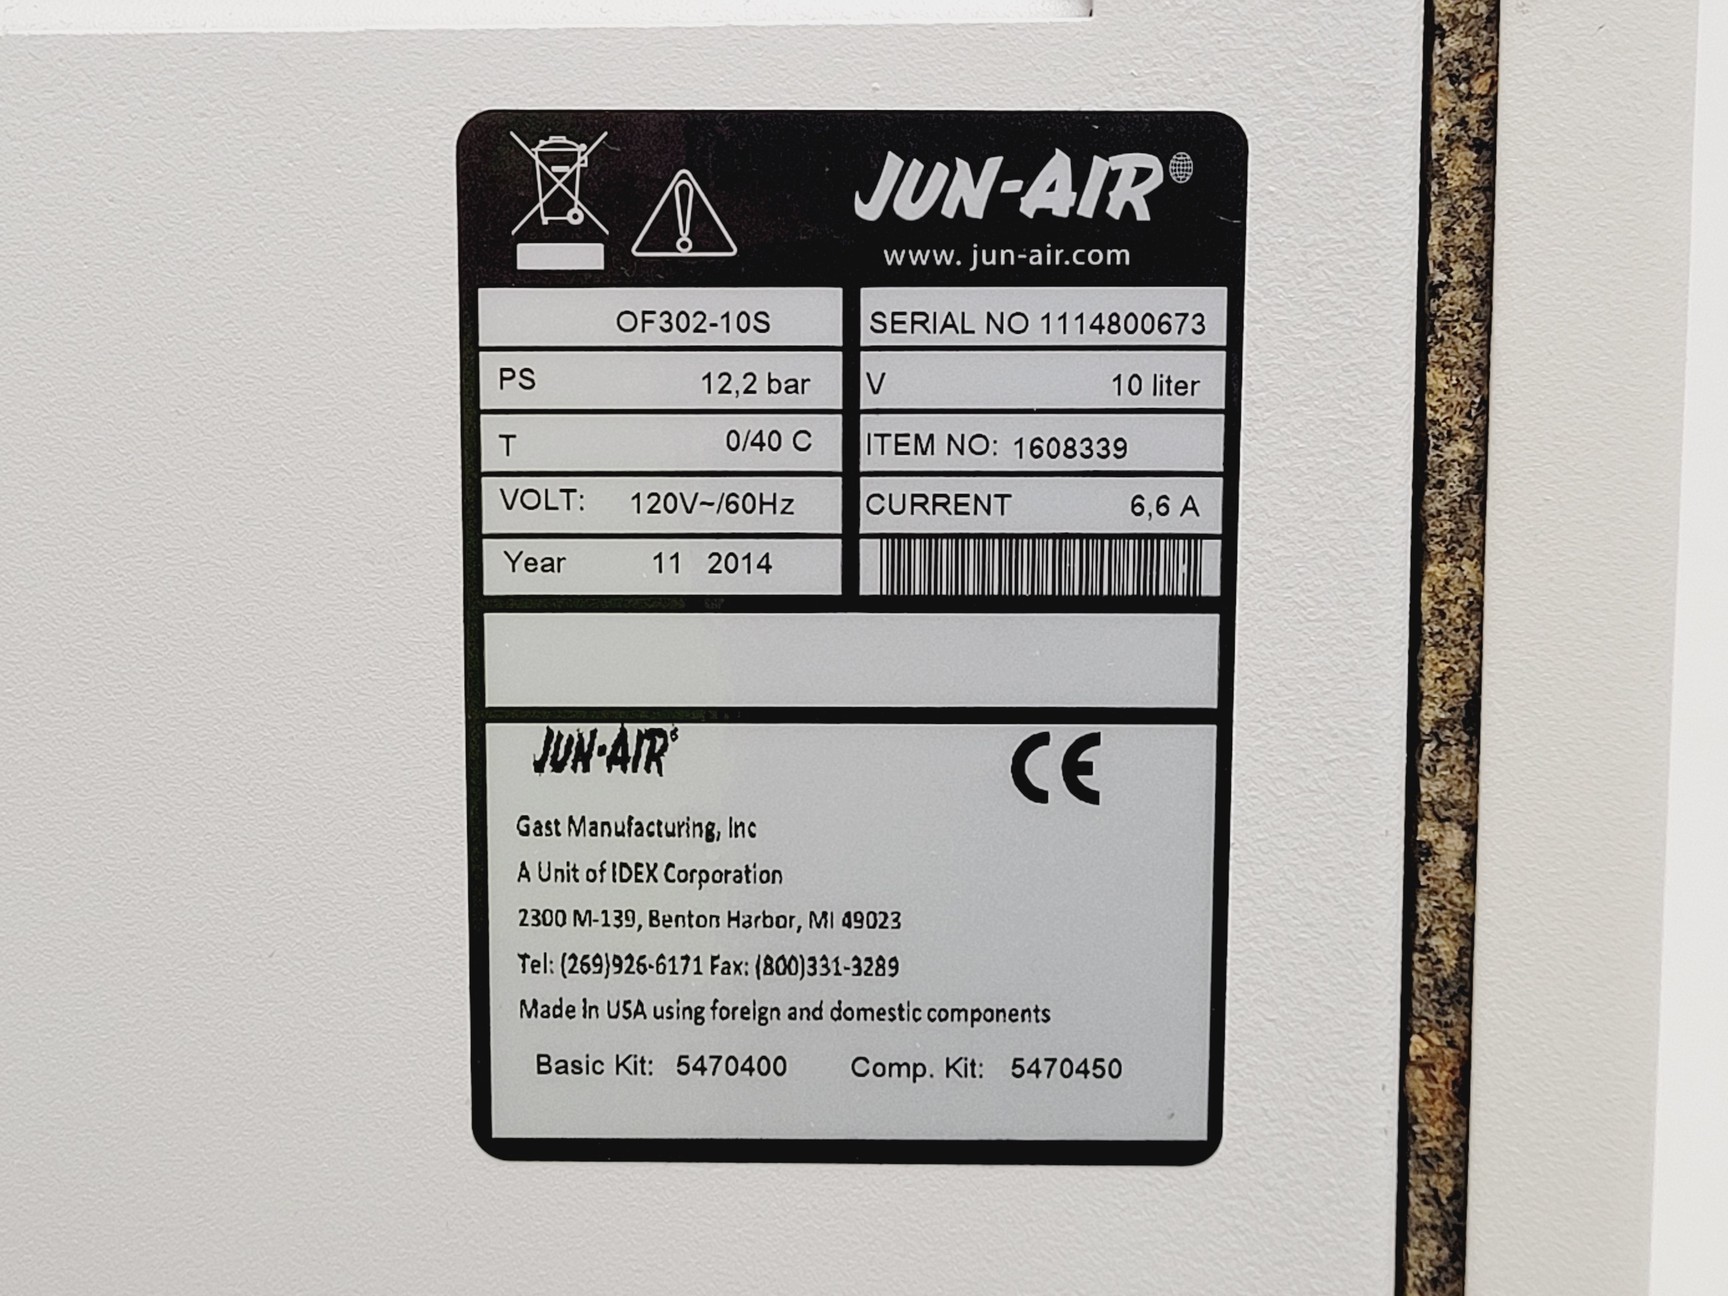 JUN-AIR®
www. jun-air.com
OF302-10S
SERIAL NO 1114800673
PS 12,2 bar
V 10 liter
T 0/40 C
ITEM NO: 1608339
VOLT: 120V~/60Hz
CURRENT 6,6 A
Year 11 2014
JUN-AIR®
CE
Gast Manufacturing, Inc
A Unit of IDEX Corporation
2300 M-139, Benton Harbor, MI 49023
Tel: (269)926-6171 Fax: (800)331-3289
Made in USA using foreign and domestic components
Basic Kit: 5470400 Comp. Kit: 5470450